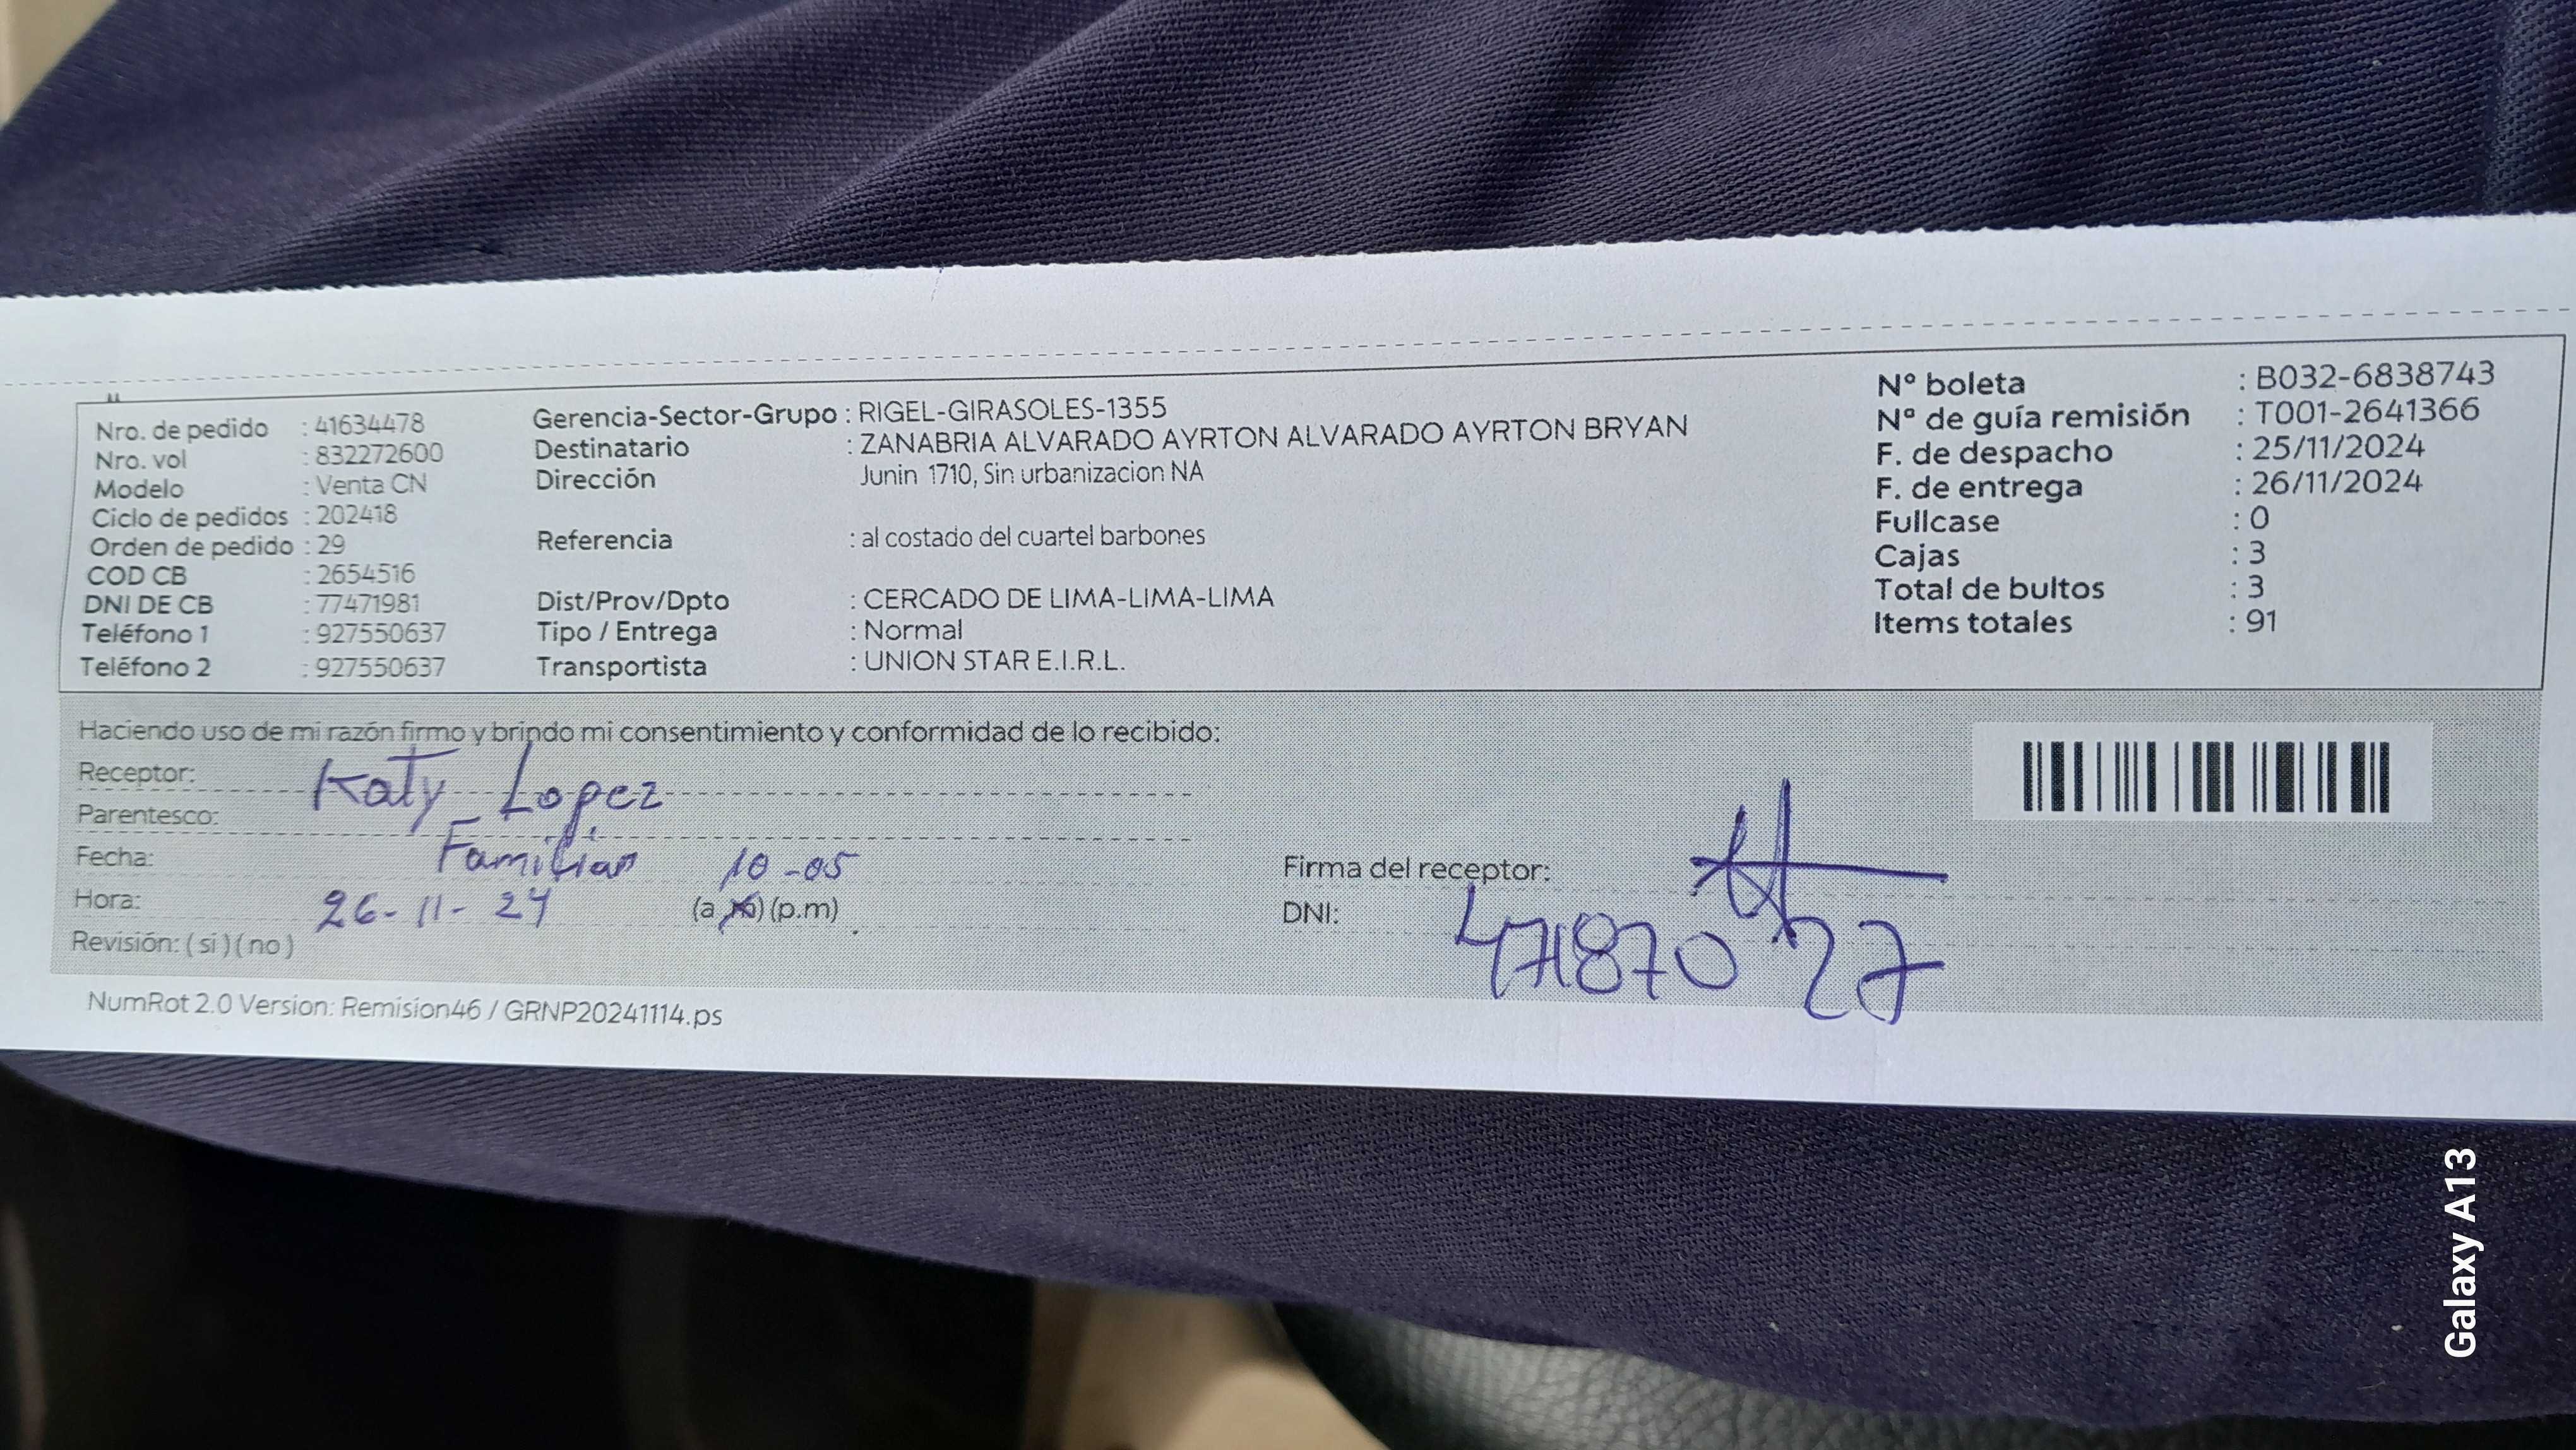 Nro. de pedido : 41634478
Nro. vol : 832272600
Modelo : Venta CN
Ciclo de pedidos : 202418
Orden de pedido : 29
COD CB : 2654516
DNI DE CB : 77471981
Teléfono 1 : 927550637
Teléfono 2 : 927550637
Gerencia-Sector-Grupo : RIGEL-GIRASOLES-1355
Destinatario : ZANABRIA ALVARADO AYRTON ALVARADO AYRTON BRYAN
Dirección Junin 1710, Sin urbanizacion NA
Referencia : al costado del cuartel barbones
Dist/Prov/Dpto : CERCADO DE LIMA-LIMA-LIMA
Tipo / Entrega : Normal
Transportista : UNION STAR E.I.R.L.
N° boleta : B032-6838743
N° de guía remisión : T001-2641366
F. de despacho : 25/11/2024
F. de entrega : 26/11/2024
Fullcase : 0
Cajas : 3
Total de bultos : 3
Items totales : 91
Haciendo uso de mi razón firmo y brindo mi consentimiento y conformidad de lo recibido:
Receptor: Katy Lopez
Parentesco: Familiar
Fecha: 10-05
Hora: 26-11-24 (a.m) (p.m)
Revisión: (si) (no)
Firma del receptor:
DNI: 47187027
NumRot 2.0 Version: Remision46 / GRNP20241114.ps
Galaxy A13